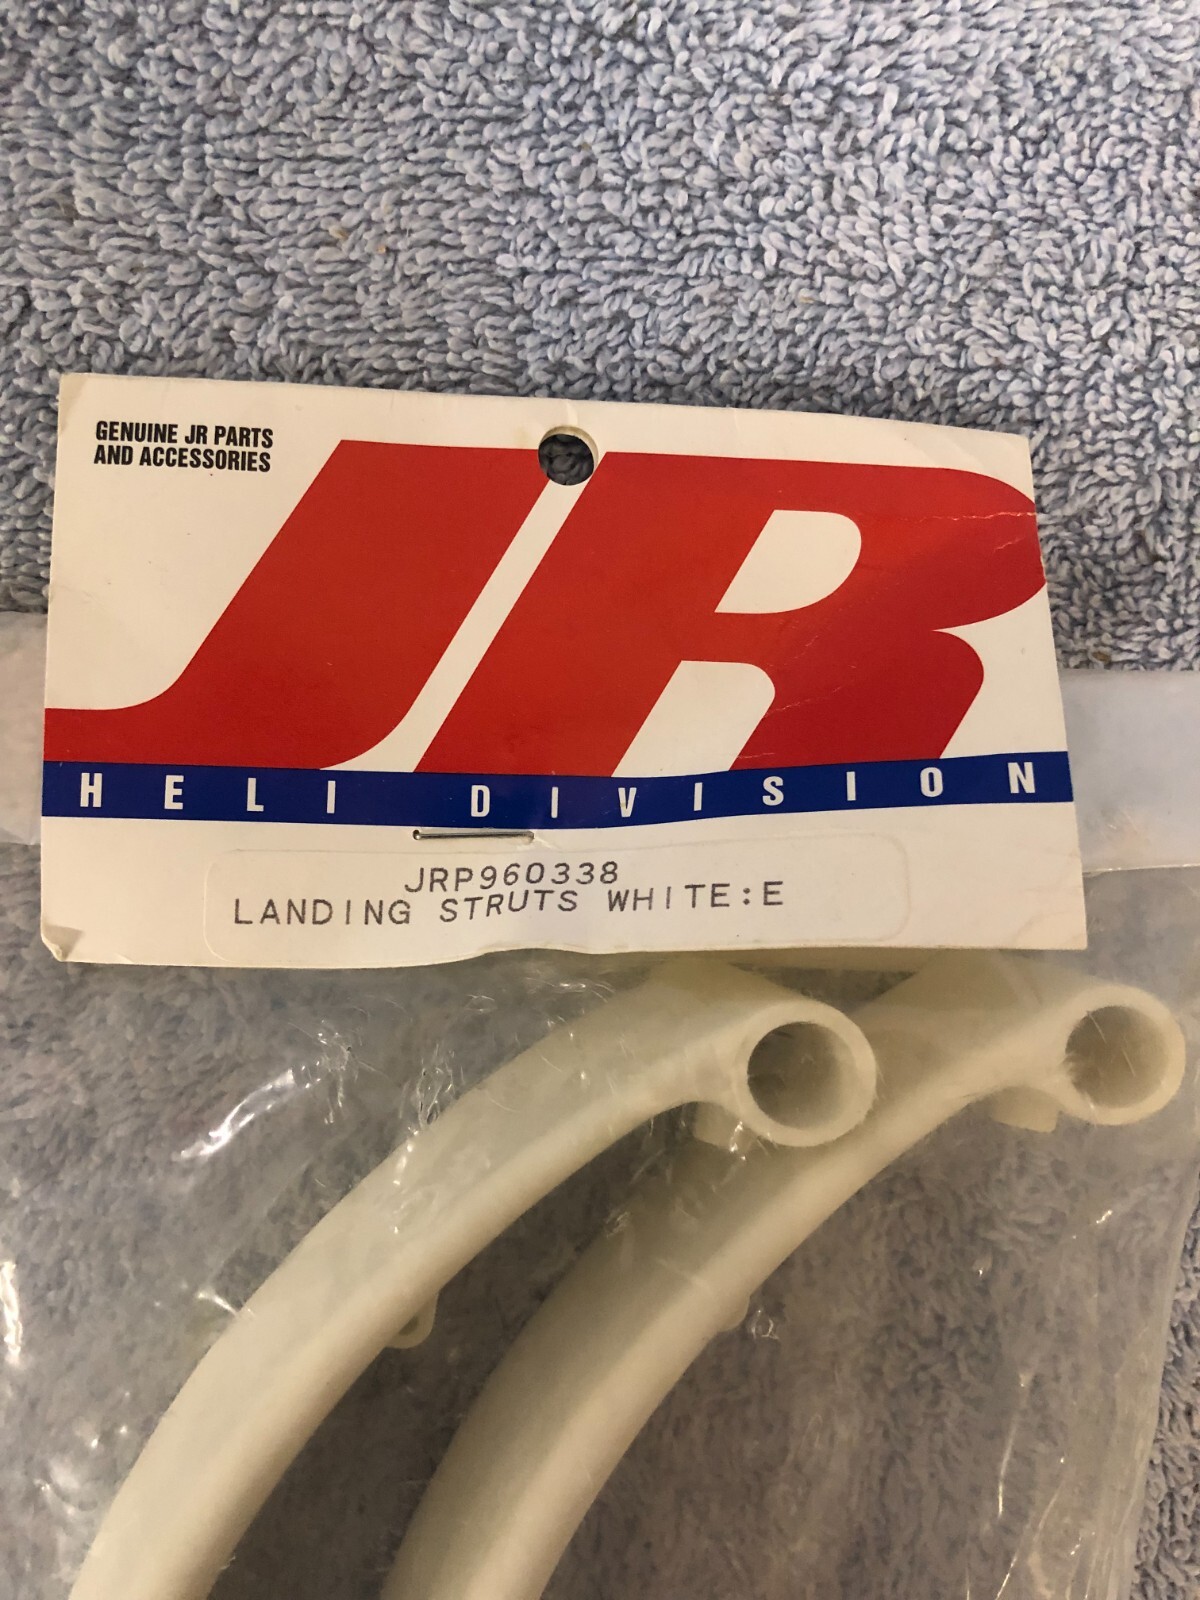 GENUINE JR PARTS
AND ACCESSORIES
JR
HELI DIVISION
JRP960338
LANDING STRUTS WHITE:E